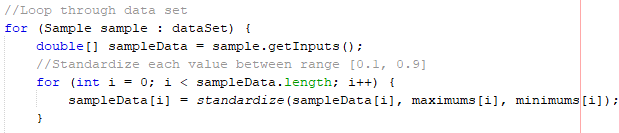 //Loop through data set
for (Sample sample : dataSet) {
    double[] sampleData = sample.getInputs();
    //Standardize each value between range [0.1, 0.9]
    for (int i = 0; i < sampleData.length; i++) {
        sampleData[i] = standardize(sampleData[i], maximums[i], minimums[i]);
    }